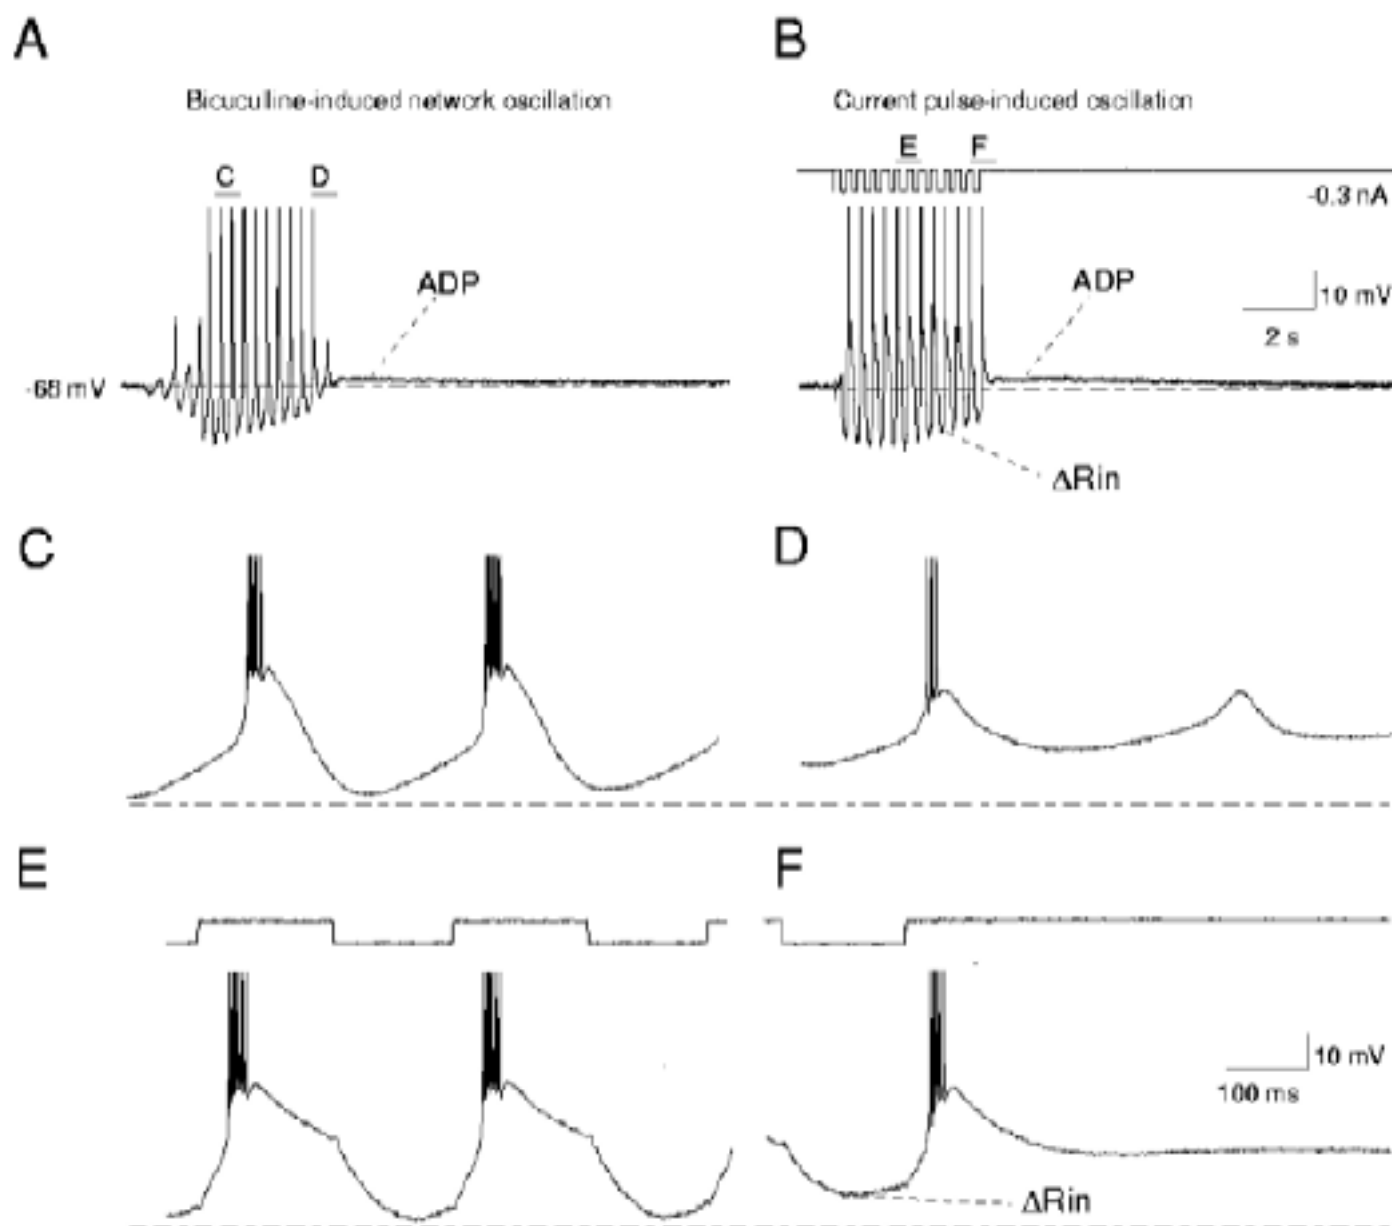 A
B
Bicuculline-induced network oscillation
Current pulse-induced oscillation
C
D
E
F
-0.3 nA
ADP
ADP
10 mV
2 s
-68 mV
ΔRin
C
D
E
F
10 mV
100 ms
ΔRin